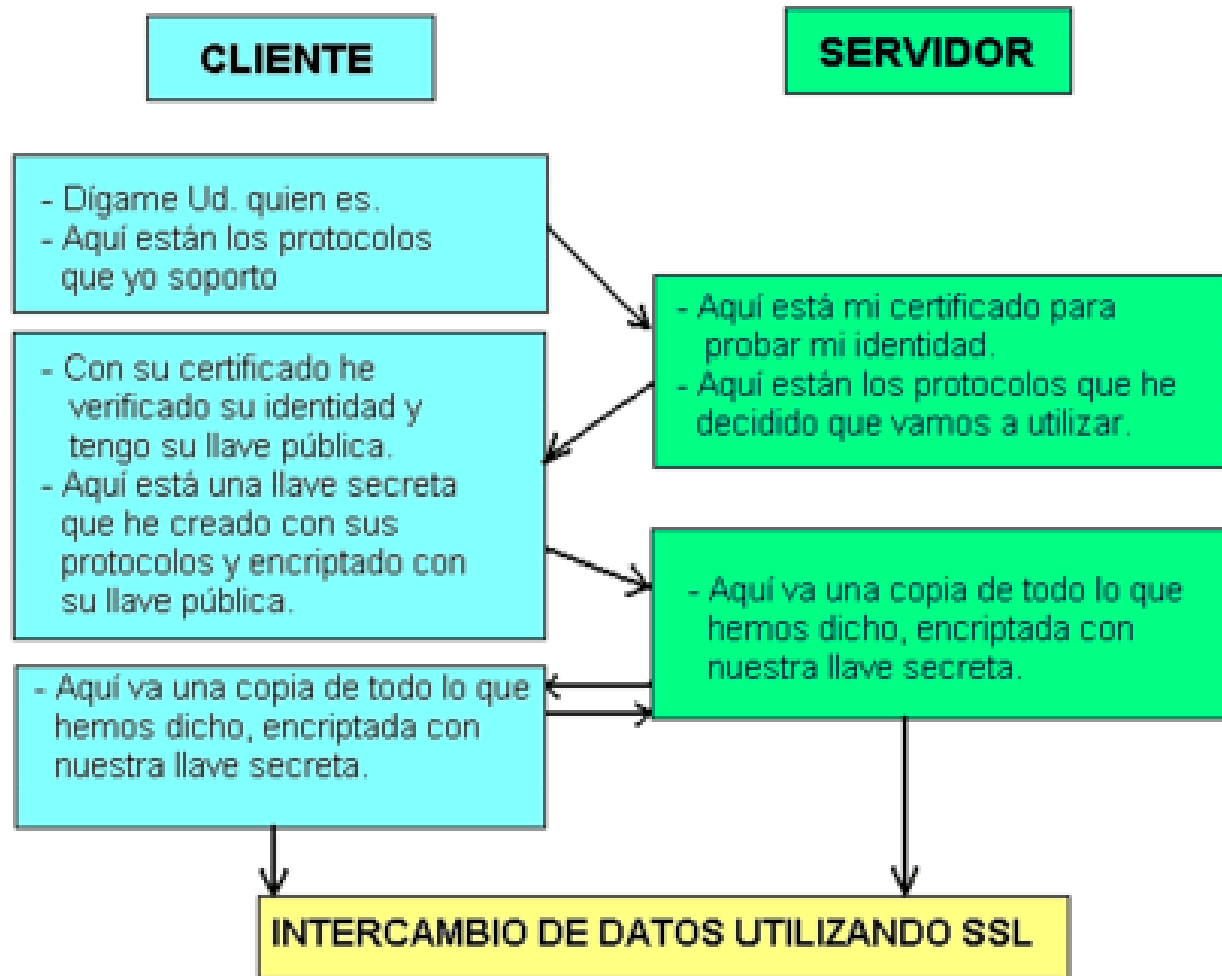 CLIENTE
SERVIDOR
- Dígame Ud. quien es.
- Aquí están los protocolos
que yo soporto
- Aquí está mi certificado para
probar mi identidad.
- Aquí están los protocolos que he
decidido que vamos a utilizar.
- Con su certificado he
verificado su identidad y
tengo su llave pública.
- Aquí está una llave secreta
que he creado con sus
protocolos y encriptado con
su llave pública.
- Aquí va una copia de todo lo que
hemos dicho, encriptada con
nuestra llave secreta.
- Aquí va una copia de todo lo que
hemos dicho, encriptada con
nuestra llave secreta.
INTERCAMBIO DE DATOS UTILIZANDO SSL